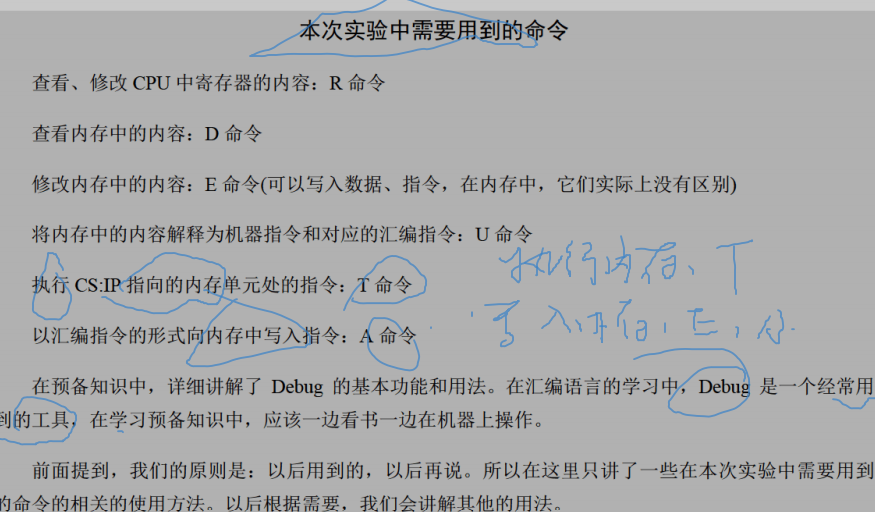 本次实验中需要用到的命令
查看、修改 CPU 中寄存器的内容：R 命令
查看内存中的内容：D 命令
修改内存中的内容：E 命令(可以写入数据、指令，在内存中，它们实际上没有区别)
将内存中的内容解释为机器指令和对应的汇编指令：U 命令
执行 CS:IP 指向的内存单元处的指令：T 命令
执行内存、T
以汇编指令的形式向内存中写入指令：A 命令
写入内存，E，
在预备知识中，详细讲解了 Debug 的基本功能和用法。在汇编语言的学习中，Debug 是一个经常用
到的工具，在学习预备知识中，应该一边看书一边在机器上操作。
前面提到，我们的原则是：以后用到的，以后再说。所以在这里只讲了一些在本次实验中需要用到
的命令的相关的使用方法。以后根据需要，我们会讲解其他的用法。